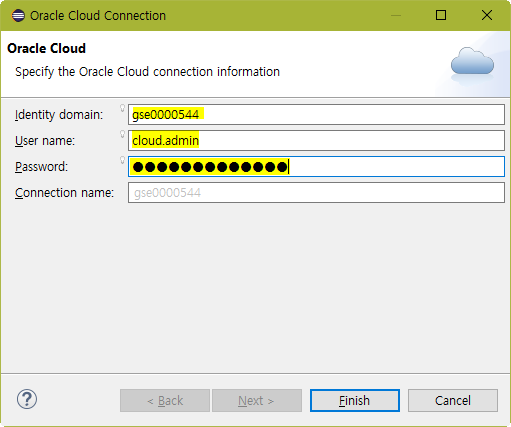 Oracle Cloud Connection
Oracle Cloud
Specify the Oracle Cloud connection information
Identity domain: gse0000544
User name: cloud.admin
Password: ●●●●●●●●●●●●●
Connection name: gse0000544
? < Back Next > Finish Cancel